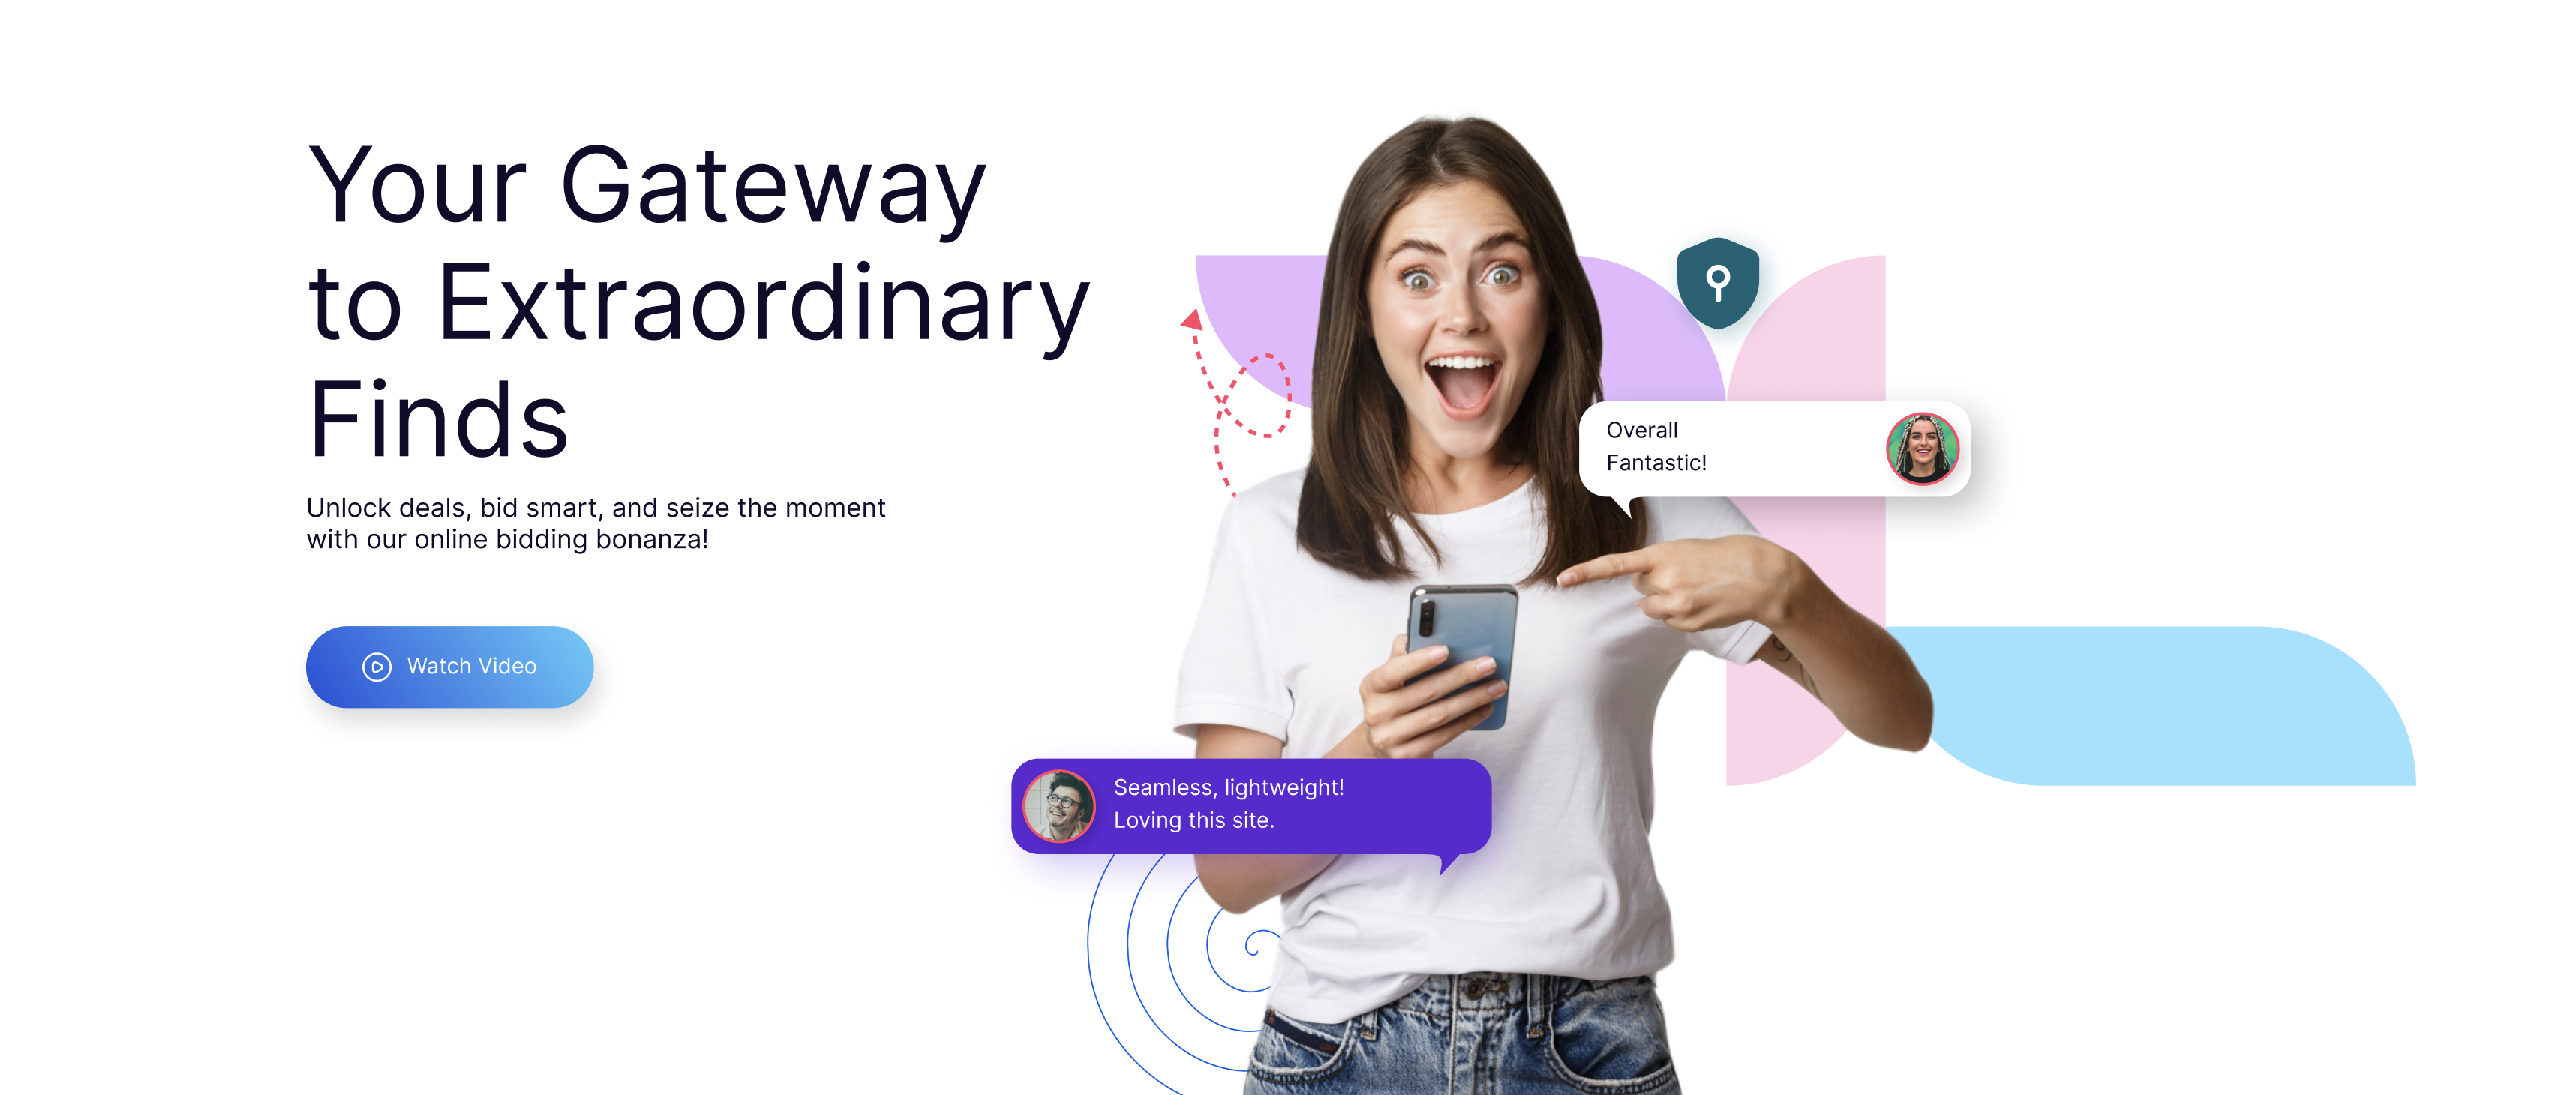 Your Gateway
to Extraordinary
Finds
Unlock deals, bid smart, and seize the moment
with our online bidding bonanza!
Watch Video
Overall
Fantastic!
Seamless, lightweight!
Loving this site.